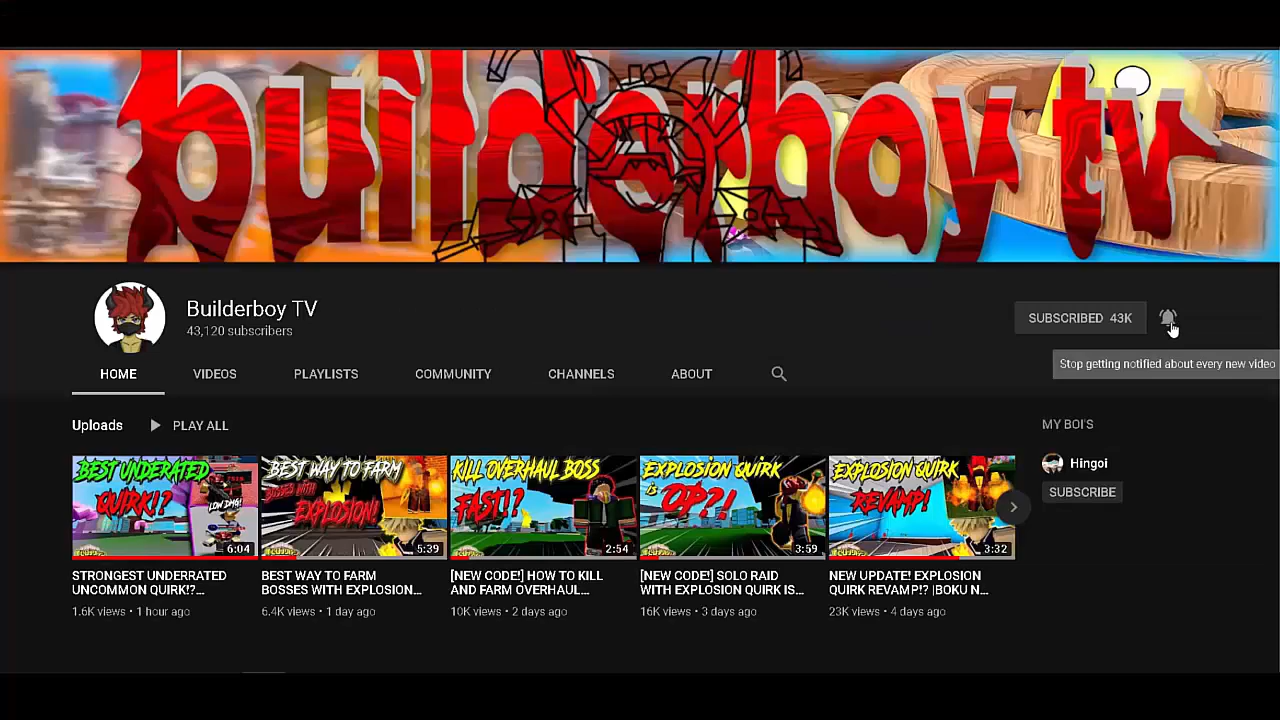 builderboy tv
Builderboy TV
43,120 subscribers
SUBSCRIBED 43K
Stop getting notified about every new video
HOME VIDEOS PLAYLISTS COMMUNITY CHANNELS ABOUT
Uploads PLAY ALL
MY BOI'S
Hingoi
SUBSCRIBE
BEST UNDERATED
QUIRK!?
LOW DMG!
6:04
BEST WAY TO FARM
BOSSES WITH
EXPLOSION!
5:39
KILL OVERHAUL BOSS
FAST!?
2:54
EXPLOSION QUIRK
is OP?!
3:59
EXPLOSION QUIRK
REVAMP!
3:32
STRONGEST UNDERRATED
UNCOMMON QUIRK!?...
1.6K views • 1 hour ago
BEST WAY TO FARM
BOSSES WITH EXPLOSION...
6.4K views • 1 day ago
[NEW CODE!] HOW TO KILL
AND FARM OVERHAUL...
10K views • 2 days ago
[NEW CODE!] SOLO RAID
WITH EXPLOSION QUIRK IS...
16K views • 3 days ago
NEW UPDATE! EXPLOSION
QUIRK REVAMP!? |BOKU N...
23K views • 4 days ago